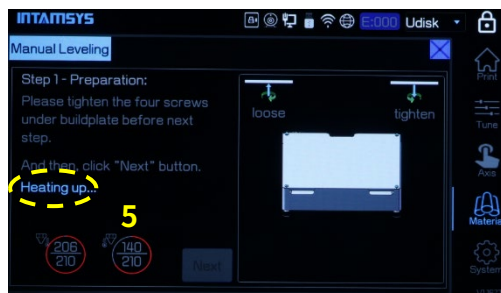 INTAMSYS
E:000 Udisk
Manual Leveling
Print
Step 1 - Preparation:
Please tighten the four screws
under buildplate before next
step.
And then, click "Next" button.
Heating up...
loose
tighten
Tune
Axis
Material
5
206
210
140
210
Next
System